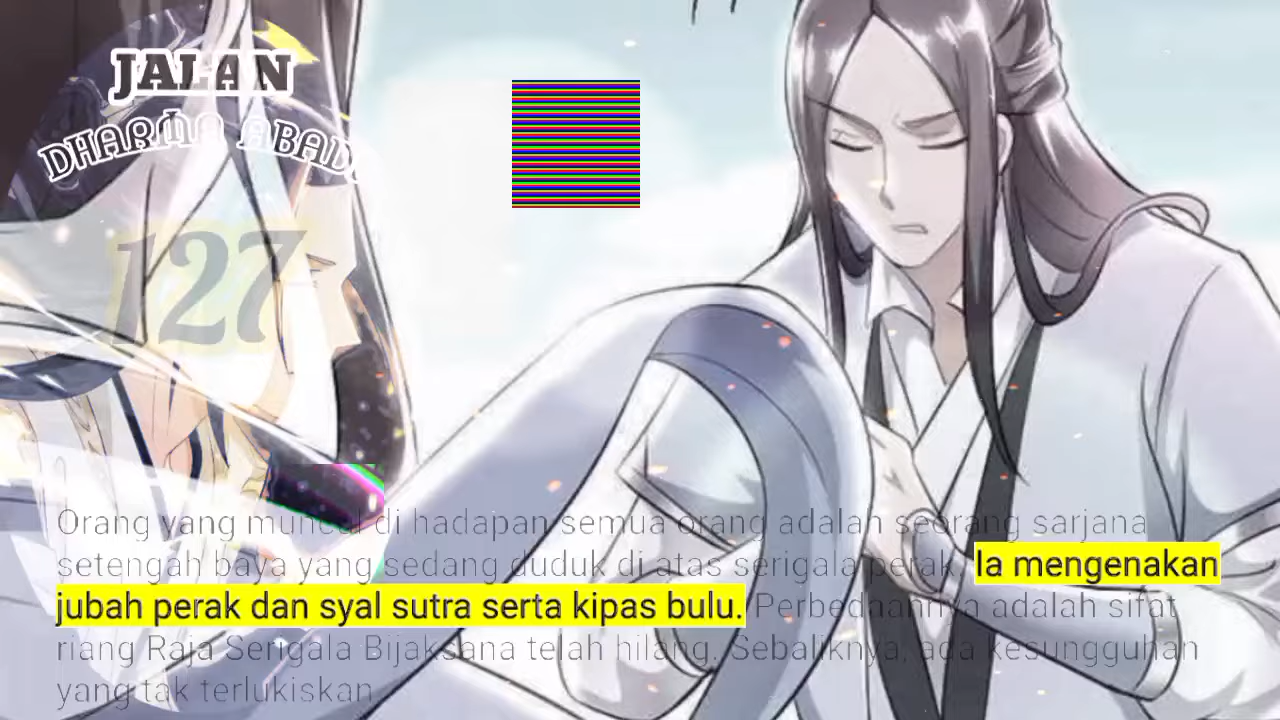 JALAN
DHARMA ABADI
127
Orang yang muncul di hadapan semua orang adalah seorang sarjana
setengah baya yang sedang duduk di atas serigala perak. Ia mengenakan
jubah perak dan syal sutra serta kipas bulu. Perbedaannya adalah sifat
riang Raja Serigala Bijaksana telah hilang. Sebaliknya, ada kesungguhan
yang tak terlukiskan